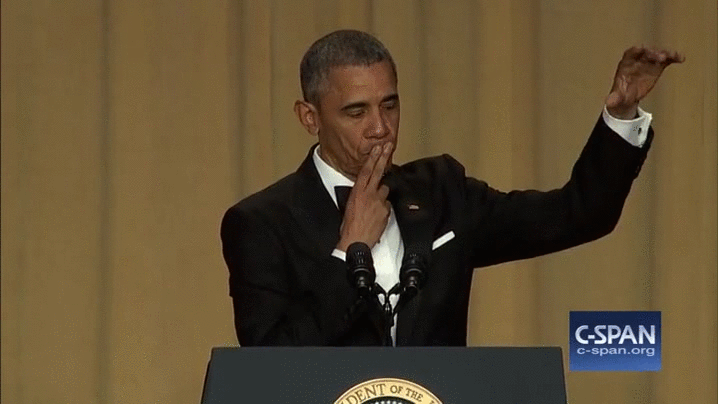 C-SPAN
c-span.org
DENT OF THE